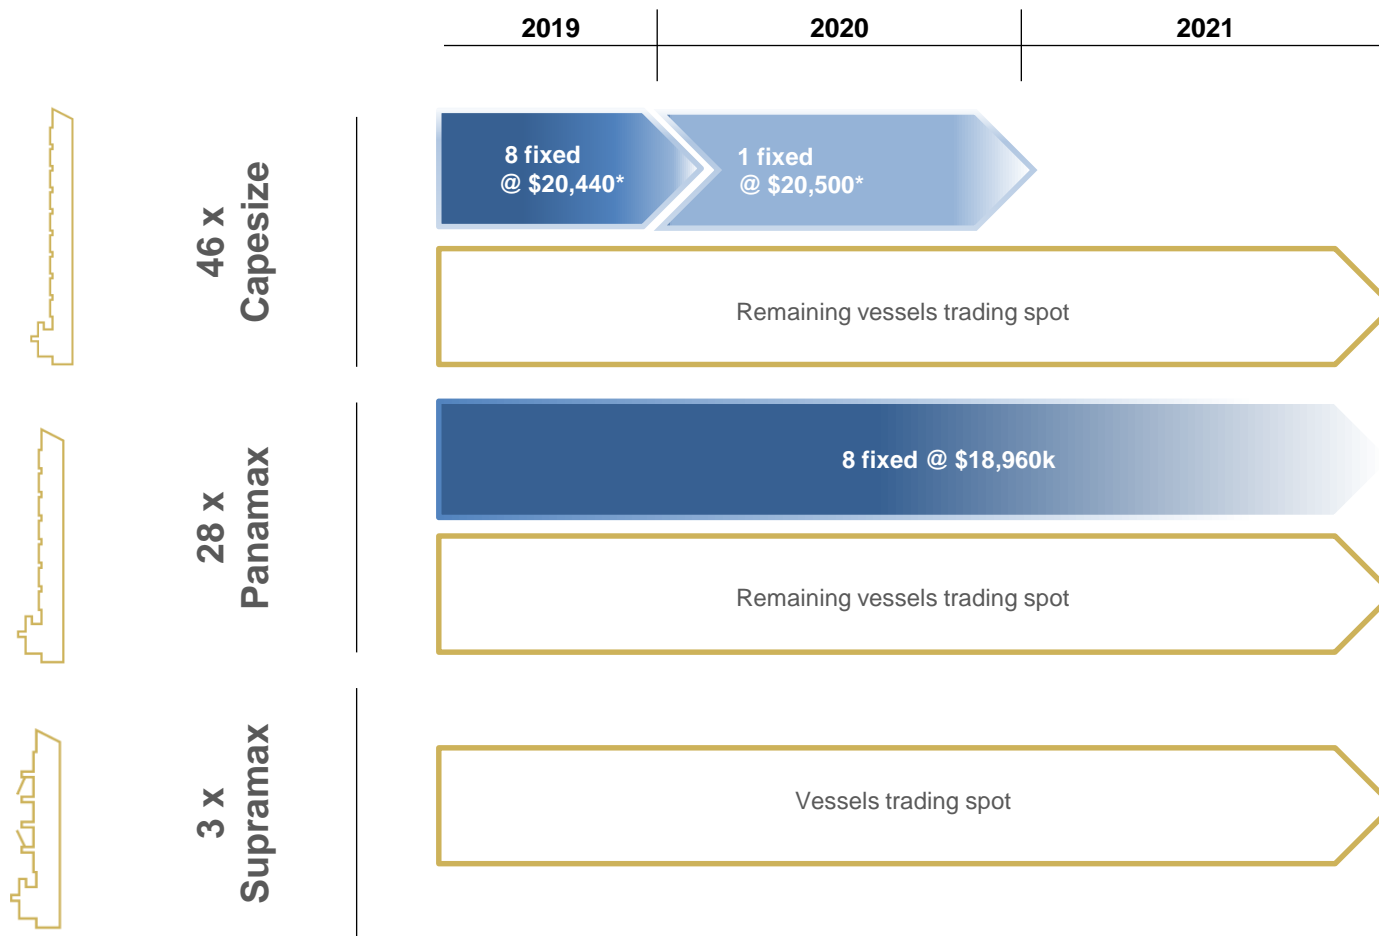 2019
2020
2021
46 x
Capesize
8 fixed
@ $20,440*
1 fixed
@ $20,500*
Remaining vessels trading spot
28 x
Panamax
8 fixed @ $18,960k
Remaining vessels trading spot
3 x
Supramax
Vessels trading spot